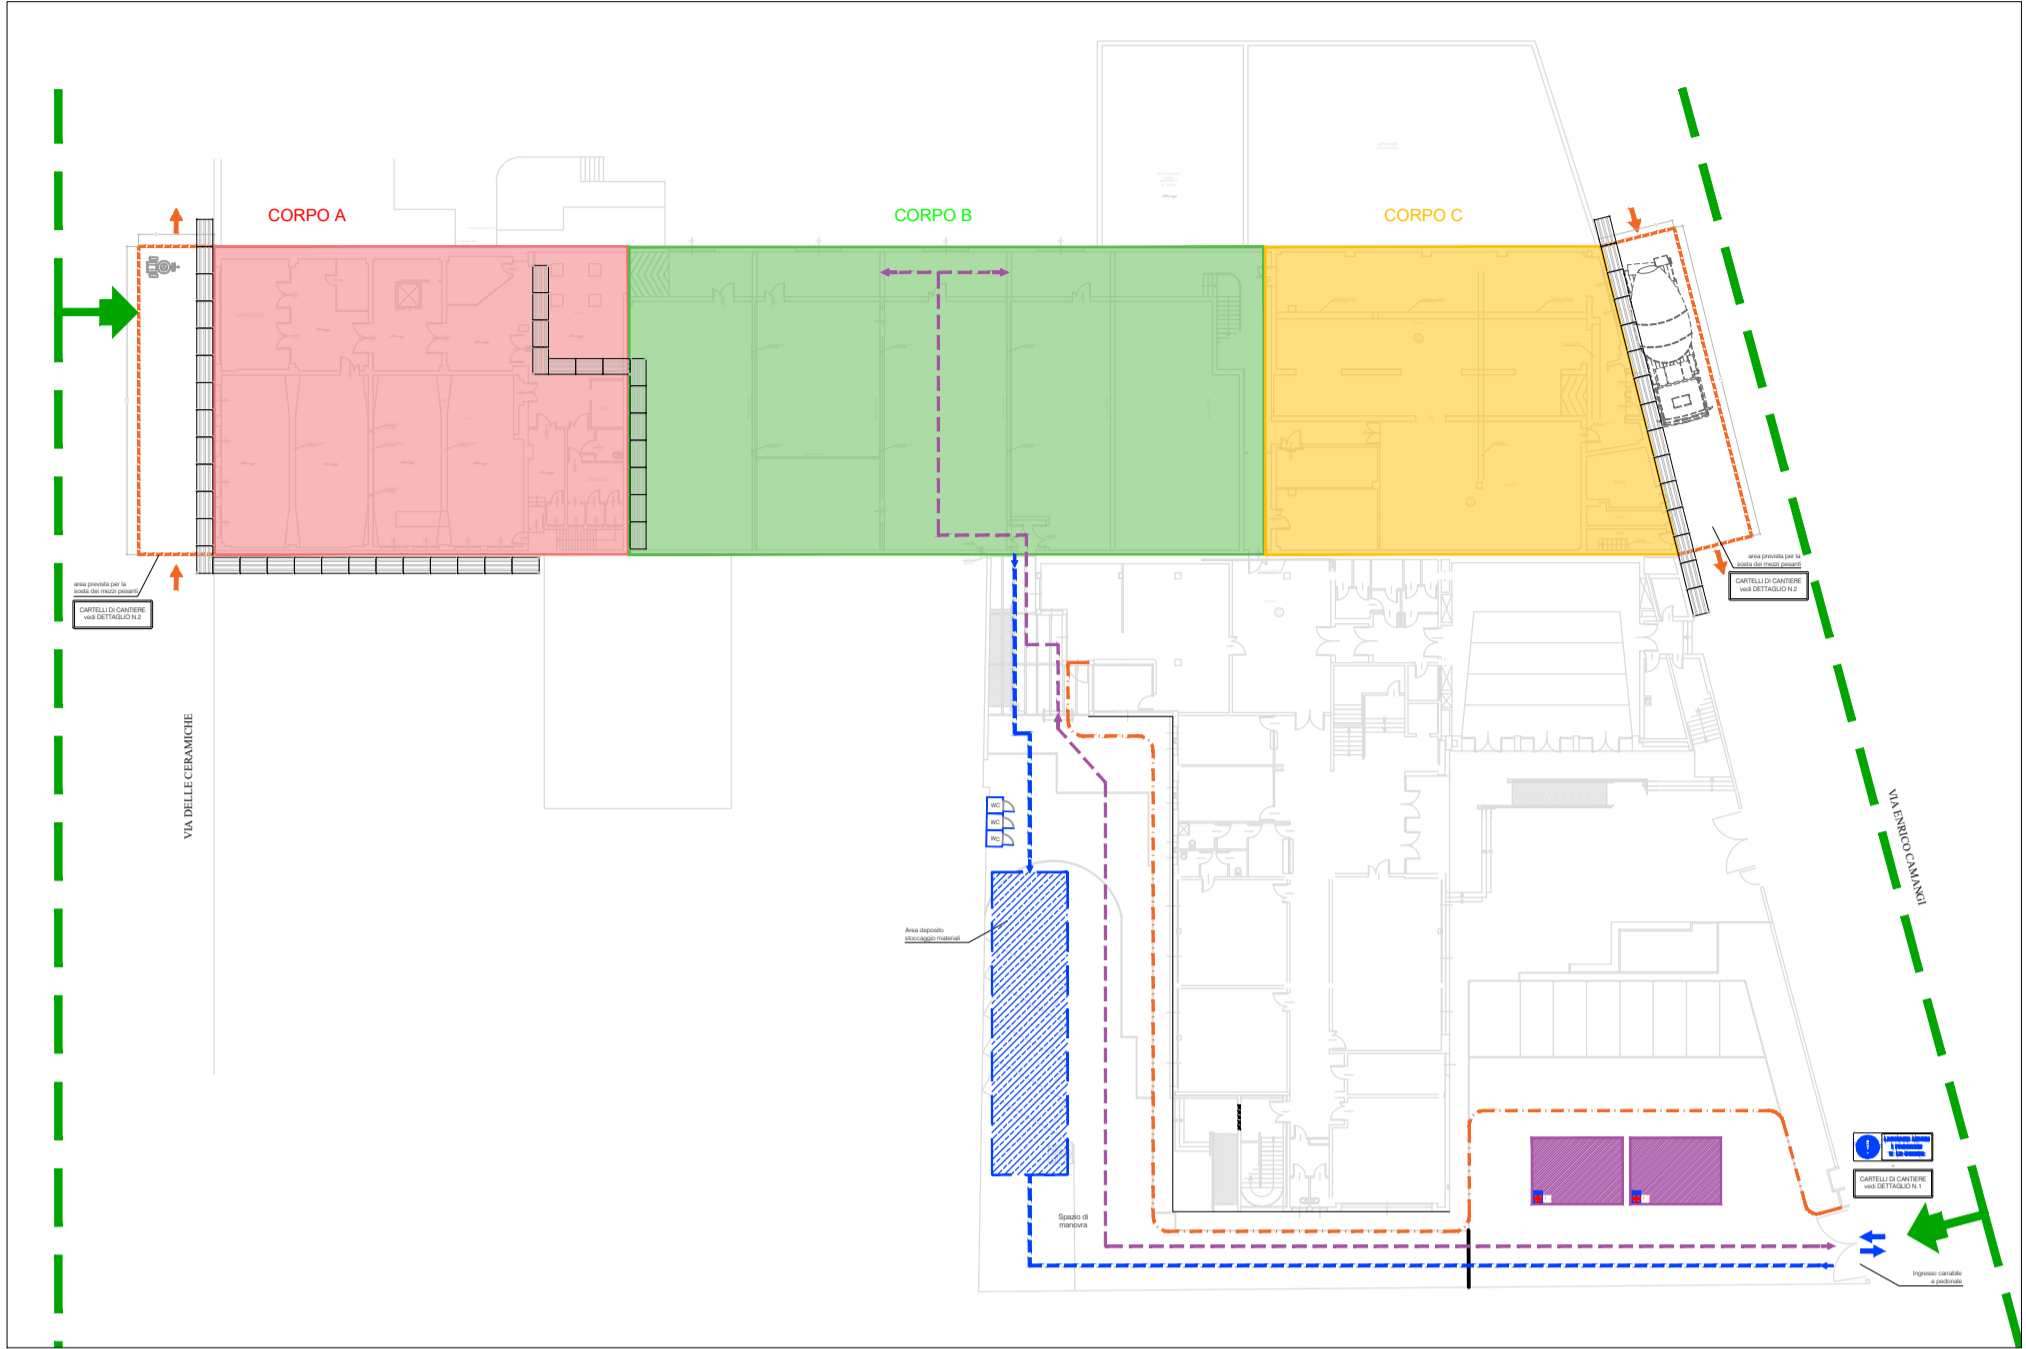 CORPO A
CORPO B
CORPO C
area prevista per la
sosta dei mezzi pesanti
CARTELLI DI CANTIERE
vedi DETTAGLIO N.2
area prevista per la
sosta dei mezzi pesanti
CARTELLI DI CANTIERE
vedi DETTAGLIO N.2
VIA DELLE CERAMICHE
VIA ENRICO CAMANGI
WC
WC
WC
Area deposito
stoccaggio materiali
Spazio di
manovra
CARTELLI DI CANTIERE
vedi DETTAGLIO N.1
Ingresso carrabile
e pedonale